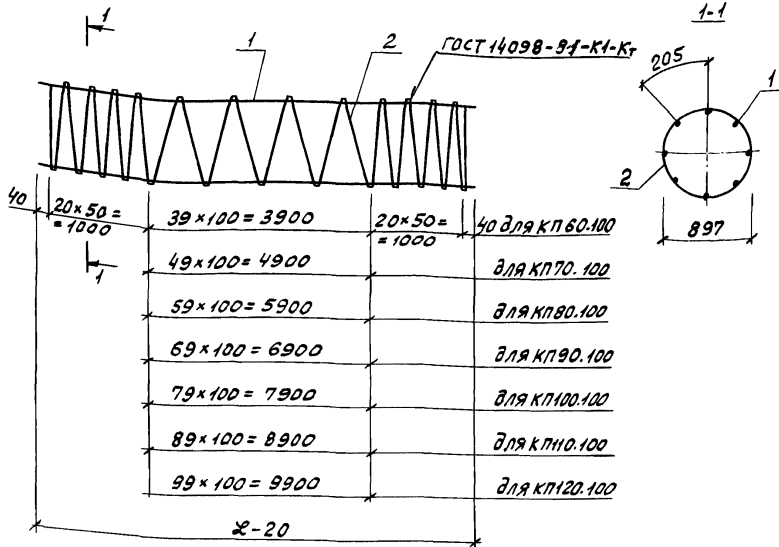 1
1
2
ГОСТ 14098-91-К1-Кт
1-1
205
1
2
897
40
20×50=
=1000
39×100=3900
20×50=
=1000
40
для КП60.100
49×100=4900
для КП70.100
59×100=5900
для КП80.100
69×100=6900
для КП90.100
79×100=7900
для КП100.100
89×100=8900
для КП110.100
99×100=9900
для КП120.100
1
L-20